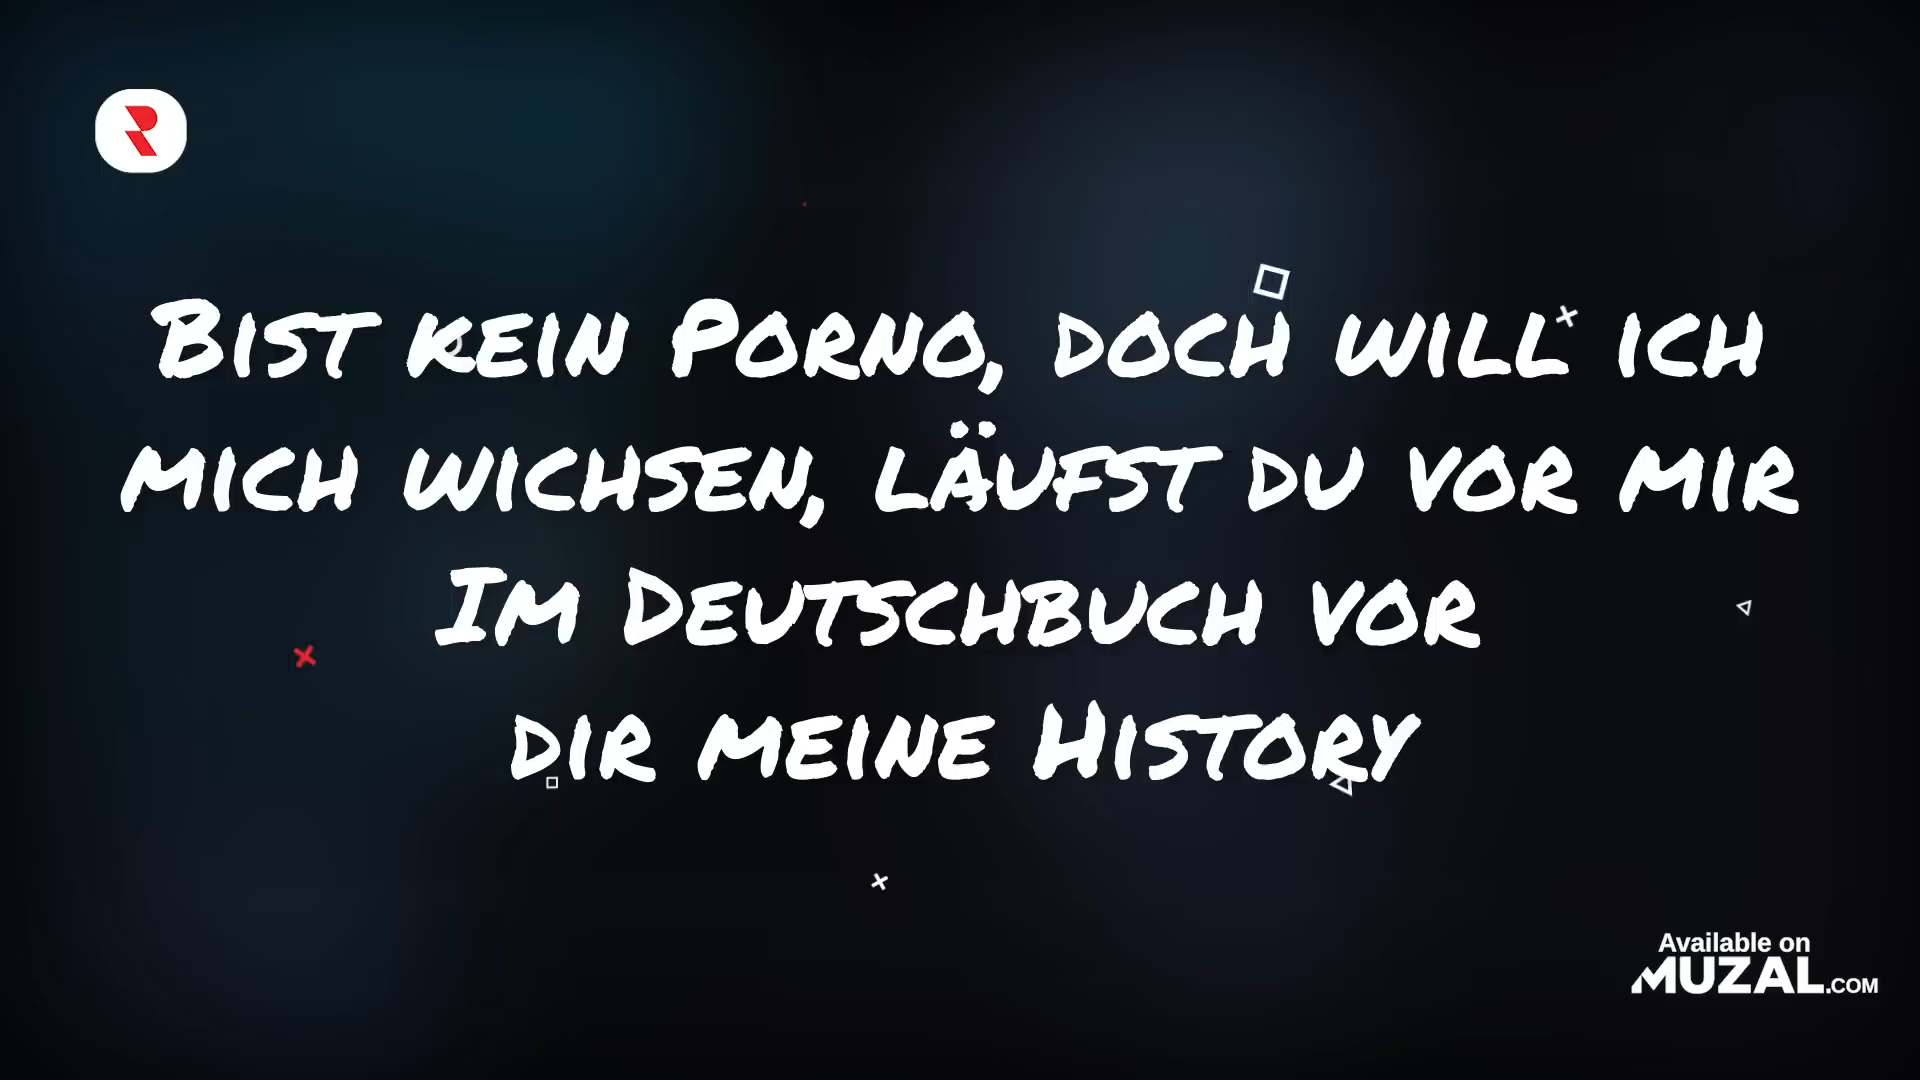 Bist kein Porno, doch will ich
mich wichsen, läufst du vor mir
Im Deutschbuch vor
dir meine History
Available on
MUZAL.COM